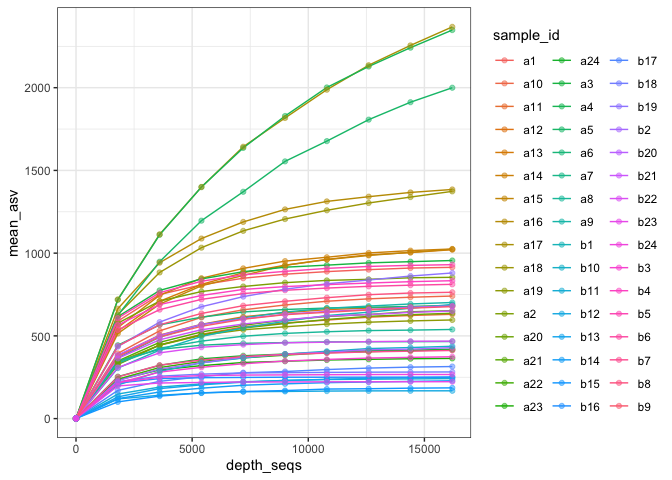 sample_id
a1 a24 b17
a10 a3 b18
a11 a4 b19
a12 a5 b2
a13 a6 b20
a14 a7 b21
a15 a8 b22
a16 a9 b23
a17 b1 b24
a18 b10 b3
a19 b11 b4
a2 b12 b5
a20 b13 b6
a21 b14 b7
a22 b15 b8
a23 b16 b9
mean_asv
2000
1500
1000
500
0
0 5000 10000 15000
depth_seqs